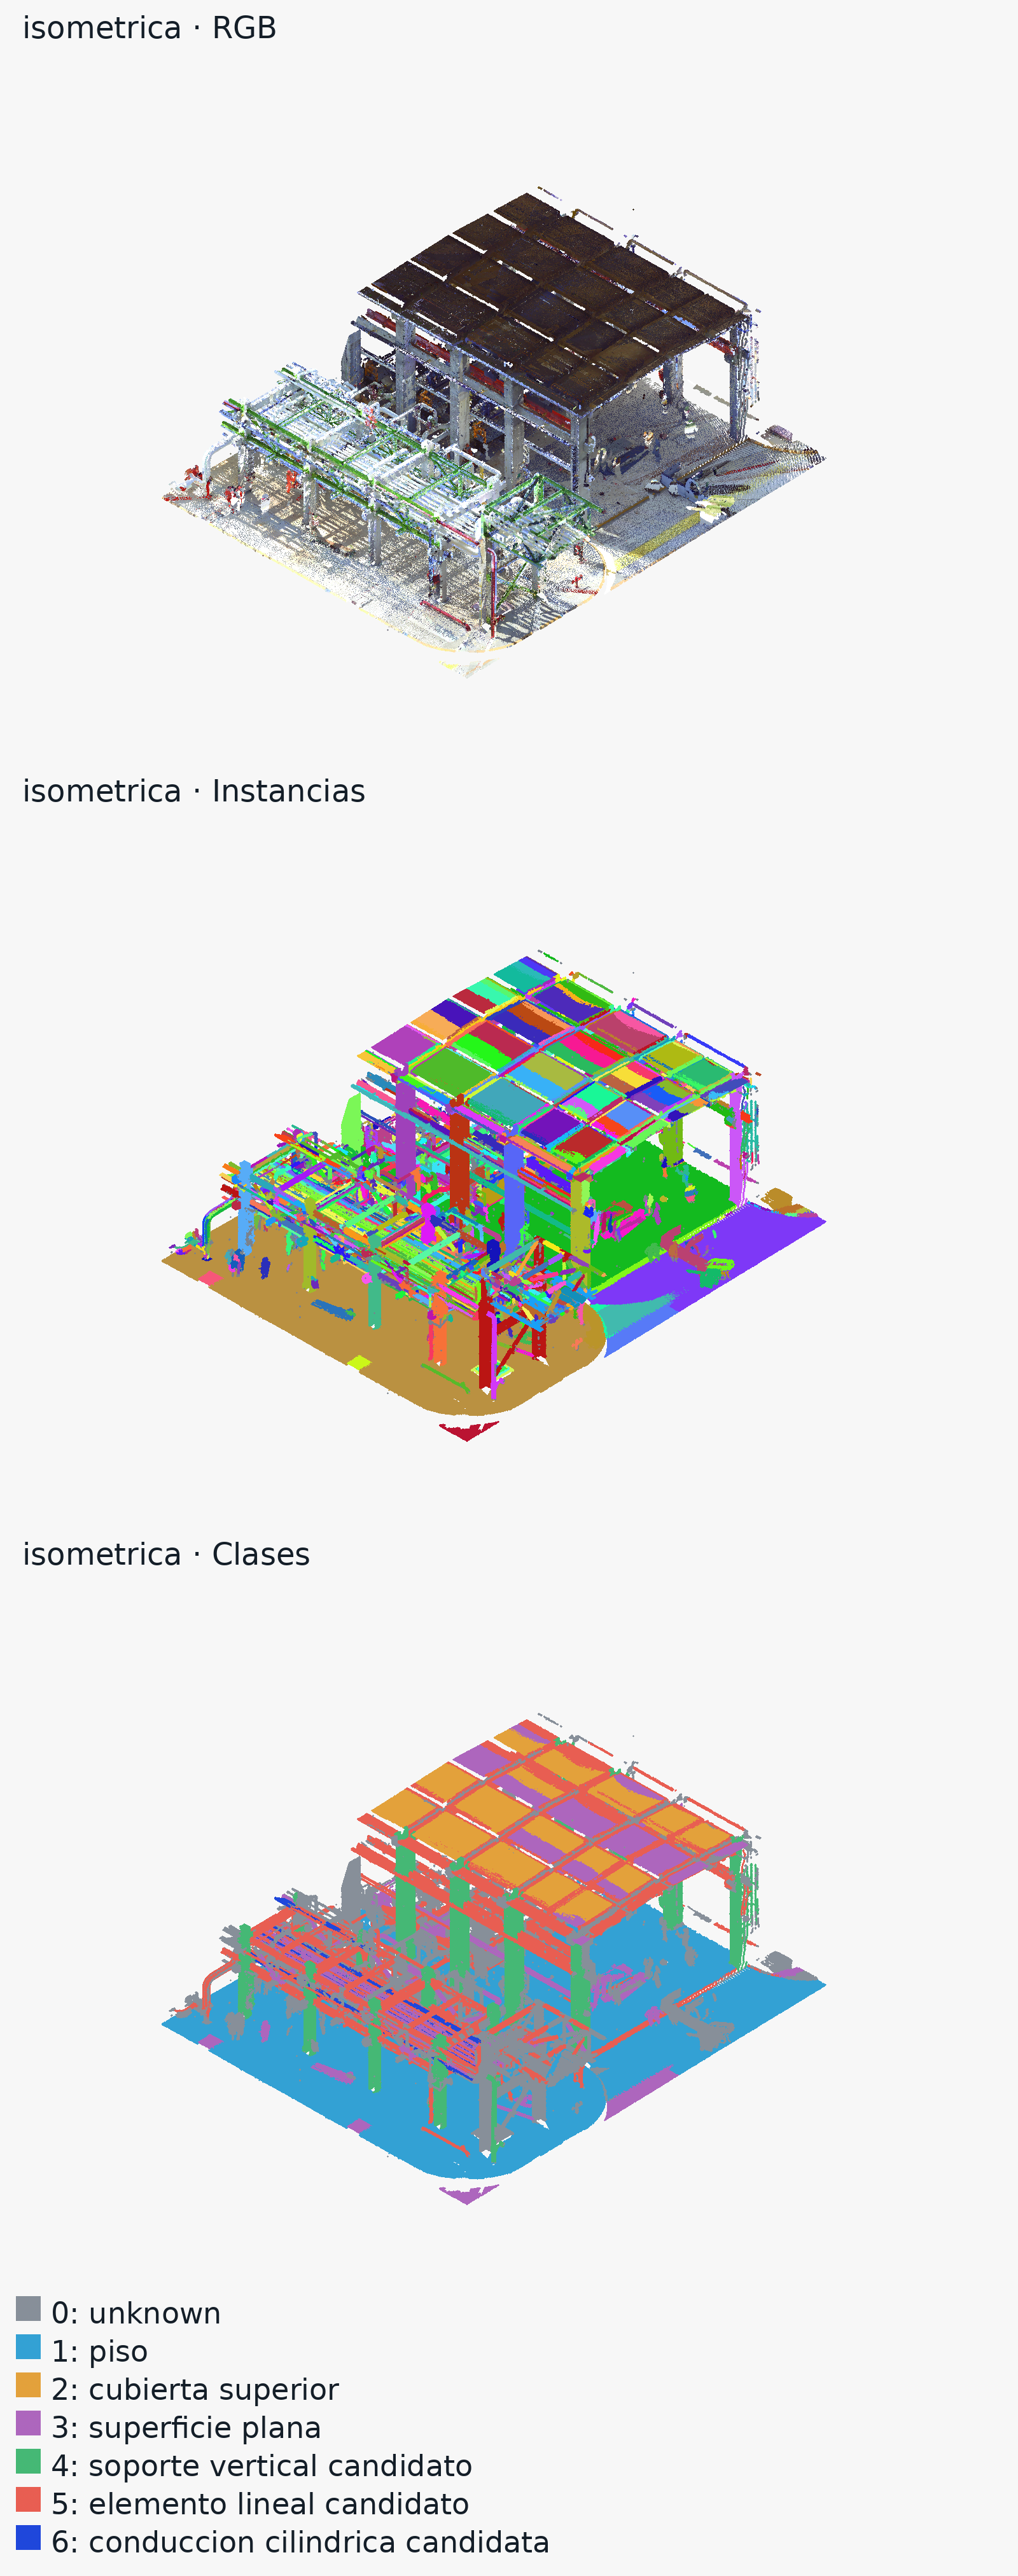 isometrica · RGB
isometrica · Instancias
isometrica · Clases
0: unknown
1: piso
2: cubierta superior
3: superficie plana
4: soporte vertical candidato
5: elemento lineal candidato
6: conduccion cilindrica candidata